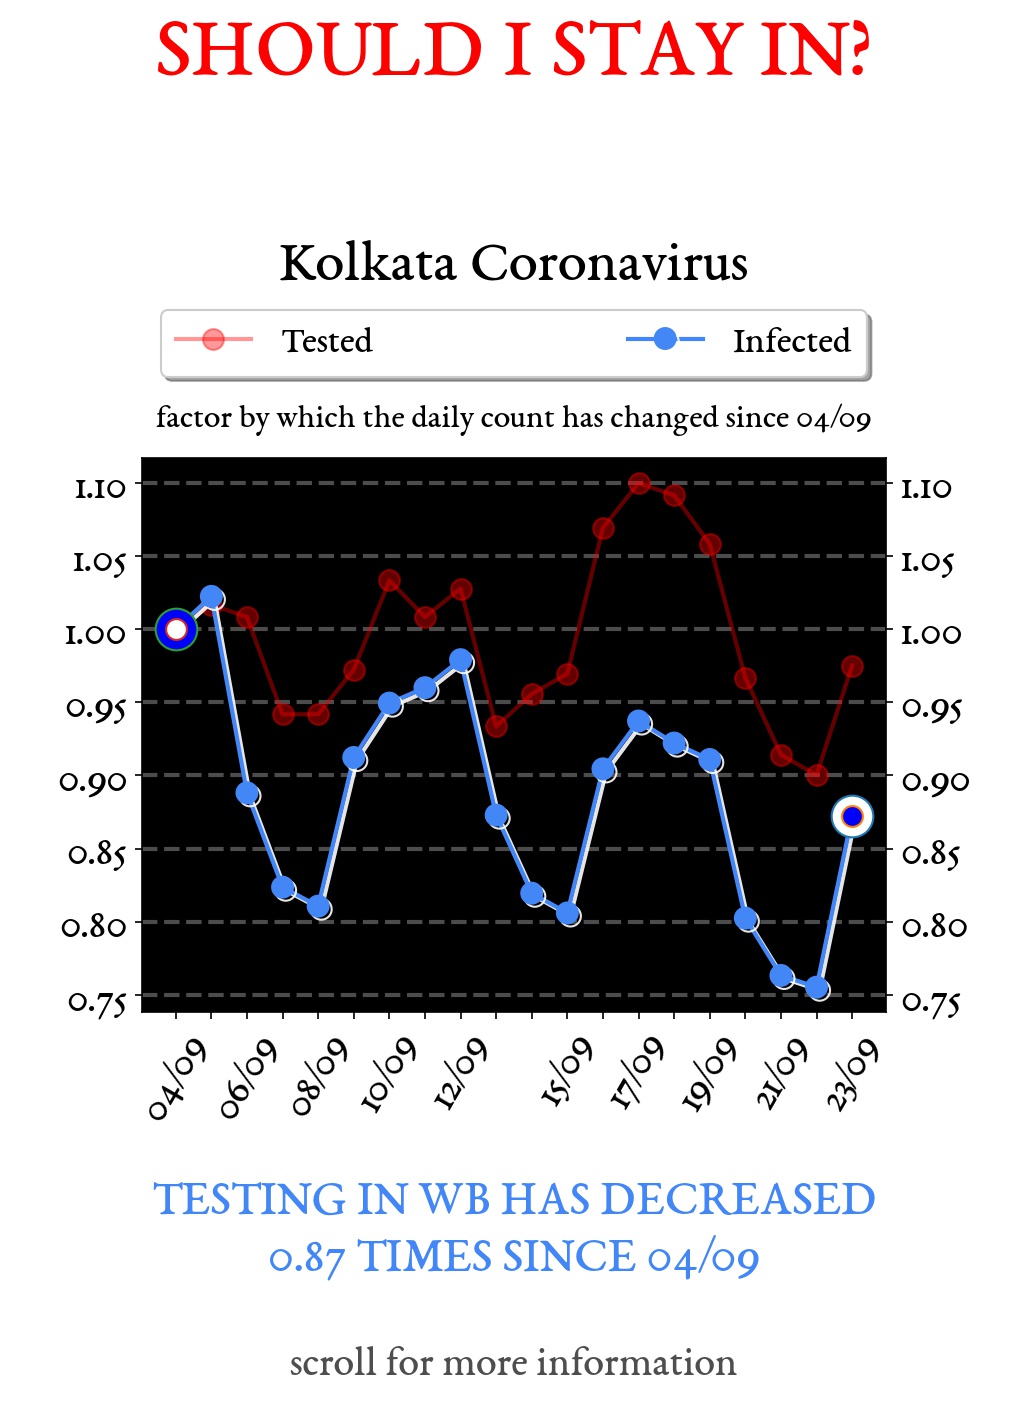 SHOULD I STAY IN?
Kolkata Coronavirus
Tested Infected
factor by which the daily count has changed since 04/09
1.10 1.10
1.05 1.05
1.00 1.00
0.95 0.95
0.90 0.90
0.85 0.85
0.80 0.80
0.75 0.75
04/09 06/09 08/09 10/09 12/09 15/09 17/09 19/09 21/09 23/09
TESTING IN WB HAS DECREASED
0.87 TIMES SINCE 04/09
scroll for more information